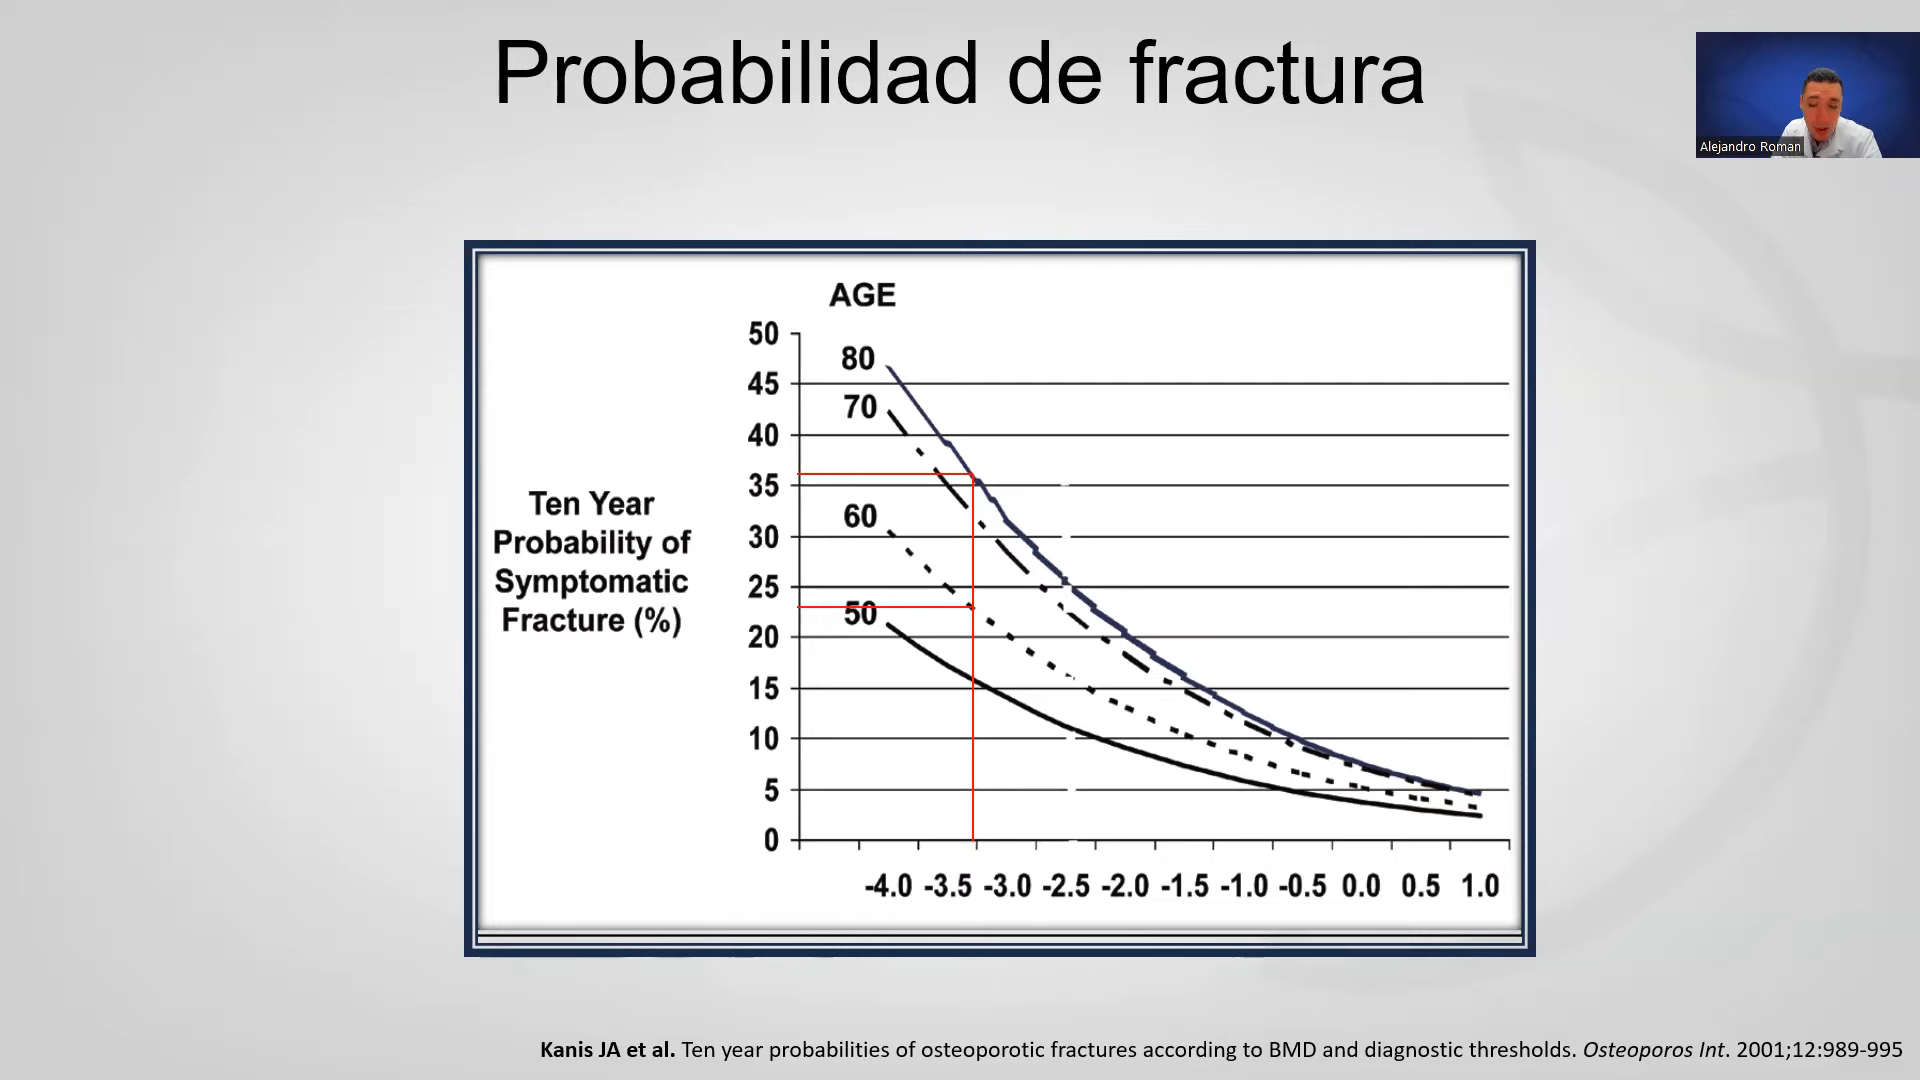 Probabilidad de fractura
Alejandro Roman
AGE
50
45
40
35
30
25
20
15
10
5
0
80
70
60
50
Ten Year
Probability of
Symptomatic
Fracture (%)
-4.0 -3.5 -3.0 -2.5 -2.0 -1.5 -1.0 -0.5 0.0 0.5 1.0
Kanis JA et al. Ten year probabilities of osteoporotic fractures according to BMD and diagnostic thresholds. Osteoporos Int. 2001;12:989-995